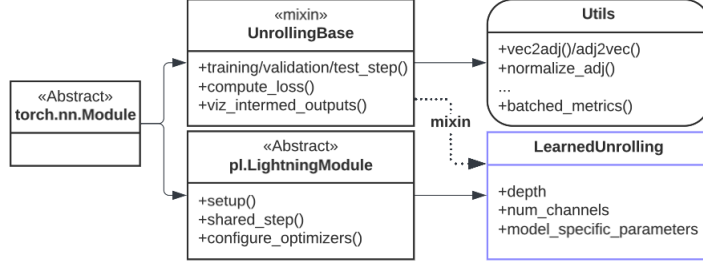 «Abstract»
torch.nn.Module
«mixin»
UnrollingBase
+training/validation/test_step()
+compute_loss()
+viz_intermed_outputs()
«Abstract»
pl.LightningModule
+setup()
+shared_step()
+configure_optimizers()
mixin
Utils
+vec2adj()/adj2vec()
+normalize_adj()
...
+batched_metrics()
LearnedUnrolling
+depth
+num_channels
+model_specific_parameters